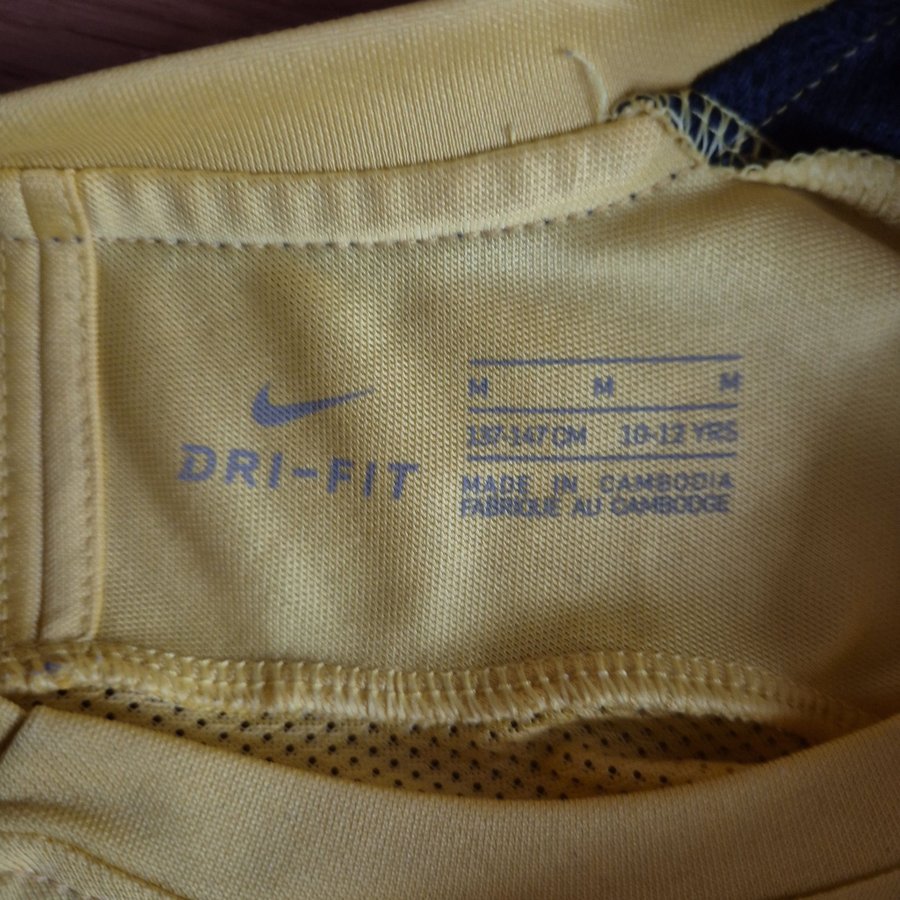 DRI-FIT
M M M
137-147 CM 10-12 YRS
MADE IN CAMBODIA
FABRIQUE AU CAMBODGE